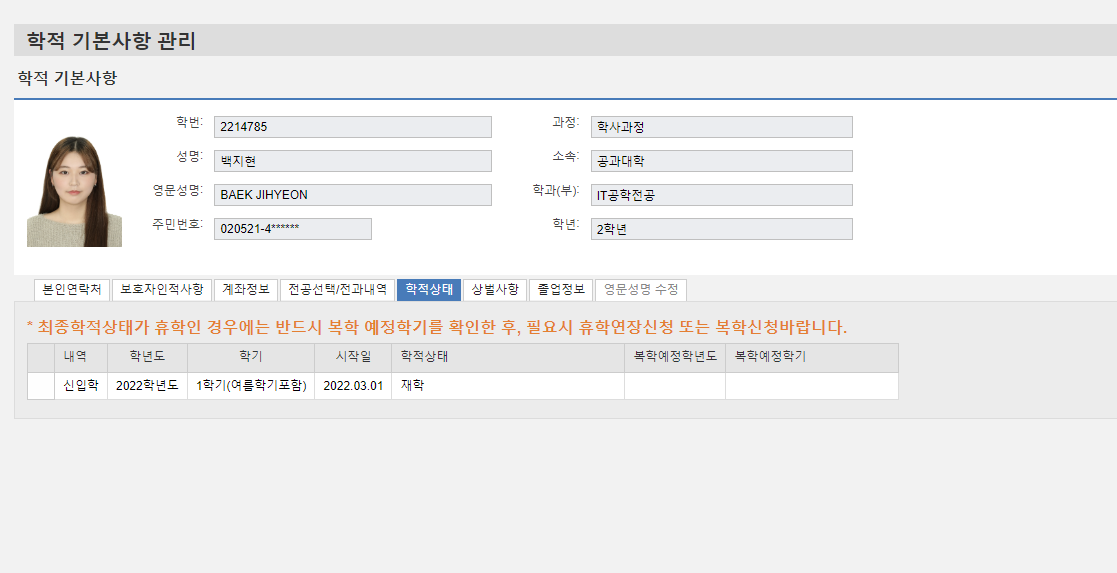 학적 기본사항 관리
학적 기본사항
학번: 2214785 과정: 학사과정
성명: 백지현 소속: 공과대학
영문성명: BAEK JIHYEON 학과(부): IT공학전공
주민번호: 020521-4****** 학년: 2학년
본인연락처 보호자인적사항 계좌정보 전공선택/전과내역 학적상태 상벌사항 졸업정보 영문성명 수정
* 최종학적상태가 휴학인 경우에는 반드시 복학 예정학기를 확인한 후, 필요시 휴학연장신청 또는 복학신청바랍니다.
내역 학년도 학기 시작일 학적상태 복학예정학년도 복학예정학기
신입학 2022학년도 1학기(여름학기포함) 2022.03.01 재학